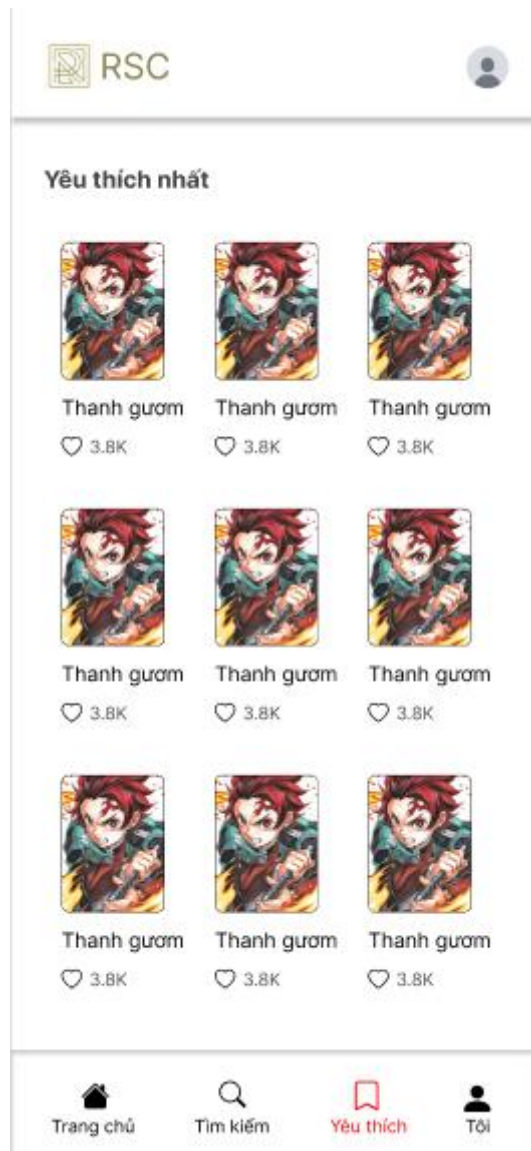 RSC
Yêu thích nhất
Thanh gươm Thanh gươm Thanh gươm
3.8K 3.8K 3.8K
Thanh gươm Thanh gươm Thanh gươm
3.8K 3.8K 3.8K
Thanh gươm Thanh gươm Thanh gươm
3.8K 3.8K 3.8K
Trang chủ Tìm kiếm Yêu thích Tôi